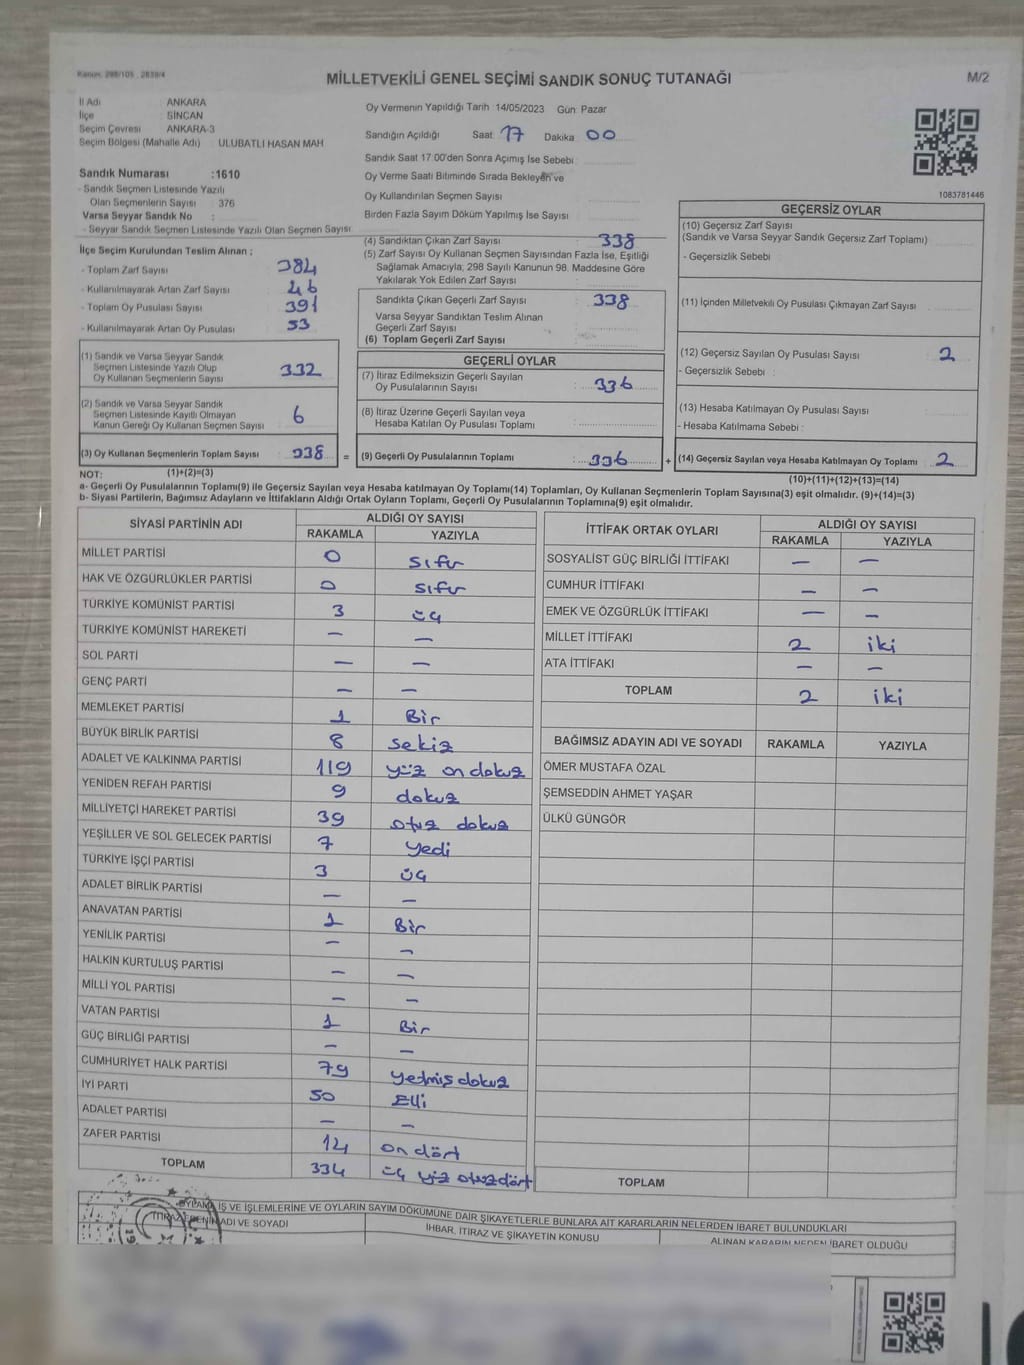 Kanun: 298/105 , 2839/4
MİLLETVEKİLİ GENEL SEÇİMİ SANDIK SONUÇ TUTANAĞI
M/2
İl Adı : ANKARA
İlçe : SİNCAN
Seçim Çevresi : ANKARA-3
Seçim Bölgesi (Mahalle Adı) : ULUBATLI HASAN MAH
Sandık Numarası :1610
- Sandık Seçmen Listesinde Yazılı
Olan Seçmenlerin Sayısı : 376
Varsa Seyyar Sandık No :
- Seyyar Sandık Seçmen Listesinde Yazılı Olan Seçmen Sayısı
Oy Vermenin Yapıldığı Tarih :14/05/2023 Gün: Pazar
Sandığın Açıldığı Saat: 17 Dakika 00
Sandık Saat 17:00'den Sonra Açılmış İse Sebebi :
Oy Verme Saati Bitiminde Sırada Bekleyen ve
Oy Kullandırılan Seçmen Sayısı
Birden Fazla Sayım Döküm Yapılmış İse Sayısı
1083781446
İlçe Seçim Kurulundan Teslim Alınan ;
- Toplam Zarf Sayısı : 384
- Kullanılmayarak Artan Zarf Sayısı : 46
- Toplam Oy Pusulası Sayısı : 391
- Kullanılmayarak Artan Oy Pusulası : 53
(1) Sandık ve Varsa Seyyar Sandık
Seçmen Listesinde Yazılı Olup
Oy Kullanan Seçmenlerin Sayısı : 332
(2) Sandık ve Varsa Seyyar Sandık
Seçmen Listesinde Kayıtlı Olmayan
Kanun Gereği Oy Kullanan Seçmen Sayısı : 6
(3) Oy Kullanan Seçmenlerin Toplam Sayısı : 338 =
(4) Sandıktan Çıkan Zarf Sayısı : 338
(5) Zarf Sayısı Oy Kullanan Seçmen Sayısından Fazla İse, Eşitliği
Sağlamak Amacıyla, 298 Sayılı Kanunun 98. Maddesine Göre
Yakılarak Yok Edilen Zarf Sayısı :
Sandıkta Çıkan Geçerli Zarf Sayısı : 338
Varsa Seyyar Sandıktan Teslim Alınan
Geçerli Zarf Sayısı :
(6) Toplam Geçerli Zarf Sayısı :
GEÇERLİ OYLAR
(7) İtiraz Edilmeksizin Geçerli Sayılan
Oy Pusulalarının Sayısı : 336
(8) İtiraz Üzerine Geçerli Sayılan veya
Hesaba Katılan Oy Pusulası Toplamı :
(9) Geçerli Oy Pusulalarının Toplamı : 336 +
GEÇERSİZ OYLAR
(10) Geçersiz Zarf Sayısı
(Sandık ve Varsa Seyyar Sandık Geçersiz Zarf Toplamı) :
- Geçersizlik Sebebi :
(11) İçinden Milletvekili Oy Pusulası Çıkmayan Zarf Sayısı :
(12) Geçersiz Sayılan Oy Pusulası Sayısı : 2
- Geçersizlik Sebebi :
(13) Hesaba Katılmayan Oy Pusulası Sayısı :
- Hesaba Katılmama Sebebi :
(14) Geçersiz Sayılan veya Hesaba Katılmayan Oy Toplamı : 2
NOT: (1)+(2)=(3)
(10)+(11)+(12)+(13)=(14)
a- Geçerli Oy Pusulalarının Toplamı(9) ile Geçersiz Sayılan veya Hesaba katılmayan Oy Toplamı(14) Toplamları, Oy Kullanan Seçmenlerin Toplam Sayısına(3) eşit olmalıdır. (9)+(14)=(3)
b- Siyasi Partilerin, Bağımsız Adayların ve İttifakların Aldığı Ortak Oyların Toplamı, Geçerli Oy Pusulalarının Toplamına(9) eşit olmalıdır.
SİYASİ PARTİNİN ADI ALDIĞI OY SAYISI
RAKAMLA YAZIYLA
MİLLET PARTİSİ 0 sıfır
HAK VE ÖZGÜRLÜKLER PARTİSİ 0 sıfır
TÜRKİYE KOMÜNİST PARTİSİ 3 üç
TÜRKİYE KOMÜNİST HAREKETİ — —
SOL PARTİ — —
GENÇ PARTİ — —
MEMLEKET PARTİSİ 1 Bir
BÜYÜK BİRLİK PARTİSİ 8 sekiz
ADALET VE KALKINMA PARTİSİ 119 yüz on dokuz
YENİDEN REFAH PARTİSİ 9 dokuz
MİLLİYETÇİ HAREKET PARTİSİ 39 otuz dokuz
YEŞİLLER VE SOL GELECEK PARTİSİ 7 Yedi
TÜRKİYE İŞÇİ PARTİSİ 3 üç
ADALET BİRLİK PARTİSİ — —
ANAVATAN PARTİSİ 1 Bir
YENİLİK PARTİSİ — —
HALKIN KURTULUŞ PARTİSİ — —
MİLLİ YOL PARTİSİ — —
VATAN PARTİSİ 1 Bir
GÜÇ BİRLİĞİ PARTİSİ — —
CUMHURİYET HALK PARTİSİ 79 yetmiş dokuz
İYİ PARTİ 50 Elli
ADALET PARTİSİ — —
ZAFER PARTİSİ 14 on dört
TOPLAM 334 üç yüz otuzdört
İTTİFAK ORTAK OYLARI ALDIĞI OY SAYISI
RAKAMLA YAZIYLA
SOSYALİST GÜÇ BİRLİĞİ İTTİFAKI — —
CUMHUR İTTİFAKI — —
EMEK VE ÖZGÜRLÜK İTTİFAKI — —
MİLLET İTTİFAKI 2 iki
ATA İTTİFAKI — —
TOPLAM 2 iki
BAĞIMSIZ ADAYIN ADI VE SOYADI RAKAMLA YAZIYLA
ÖMER MUSTAFA ÖZAL
ŞEMSEDDİN AHMET YAŞAR
ÜLKÜ GÜNGÖR
TOPLAM
İŞ VE İŞLEMLERİNE VE OYLARIN SAYIM DÖKÜMÜNE DAİR ŞİKAYETLERLE BUNLARA AİT KARARLARIN NELERDEN İBARET BULUNDUKLARI
ADI VE SOYADI
İHBAR, İTİRAZ VE ŞİKAYETİN KONUSU
ALINAN KARARIN NEDEN İBARET OLDUĞU